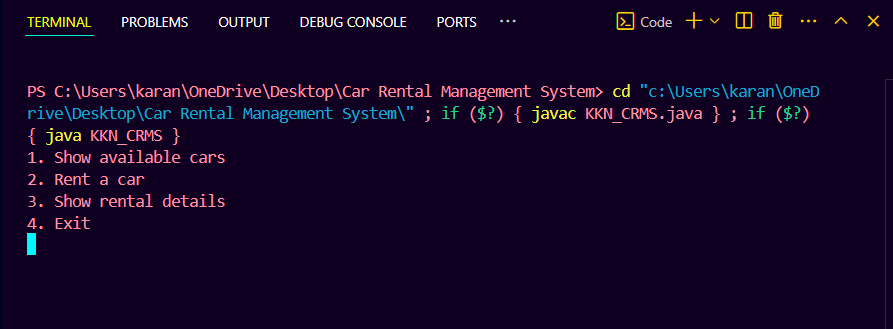 TERMINAL PROBLEMS OUTPUT DEBUG CONSOLE PORTS ··· Code ···
PS C:\Users\karan\OneDrive\Desktop\Car Rental Management System> cd "c:\Users\karan\OneD
rive\Desktop\Car Rental Management System\" ; if ($?) { javac KKN_CRMS.java } ; if ($?)
{ java KKN_CRMS }
1. Show available cars
2. Rent a car
3. Show rental details
4. Exit